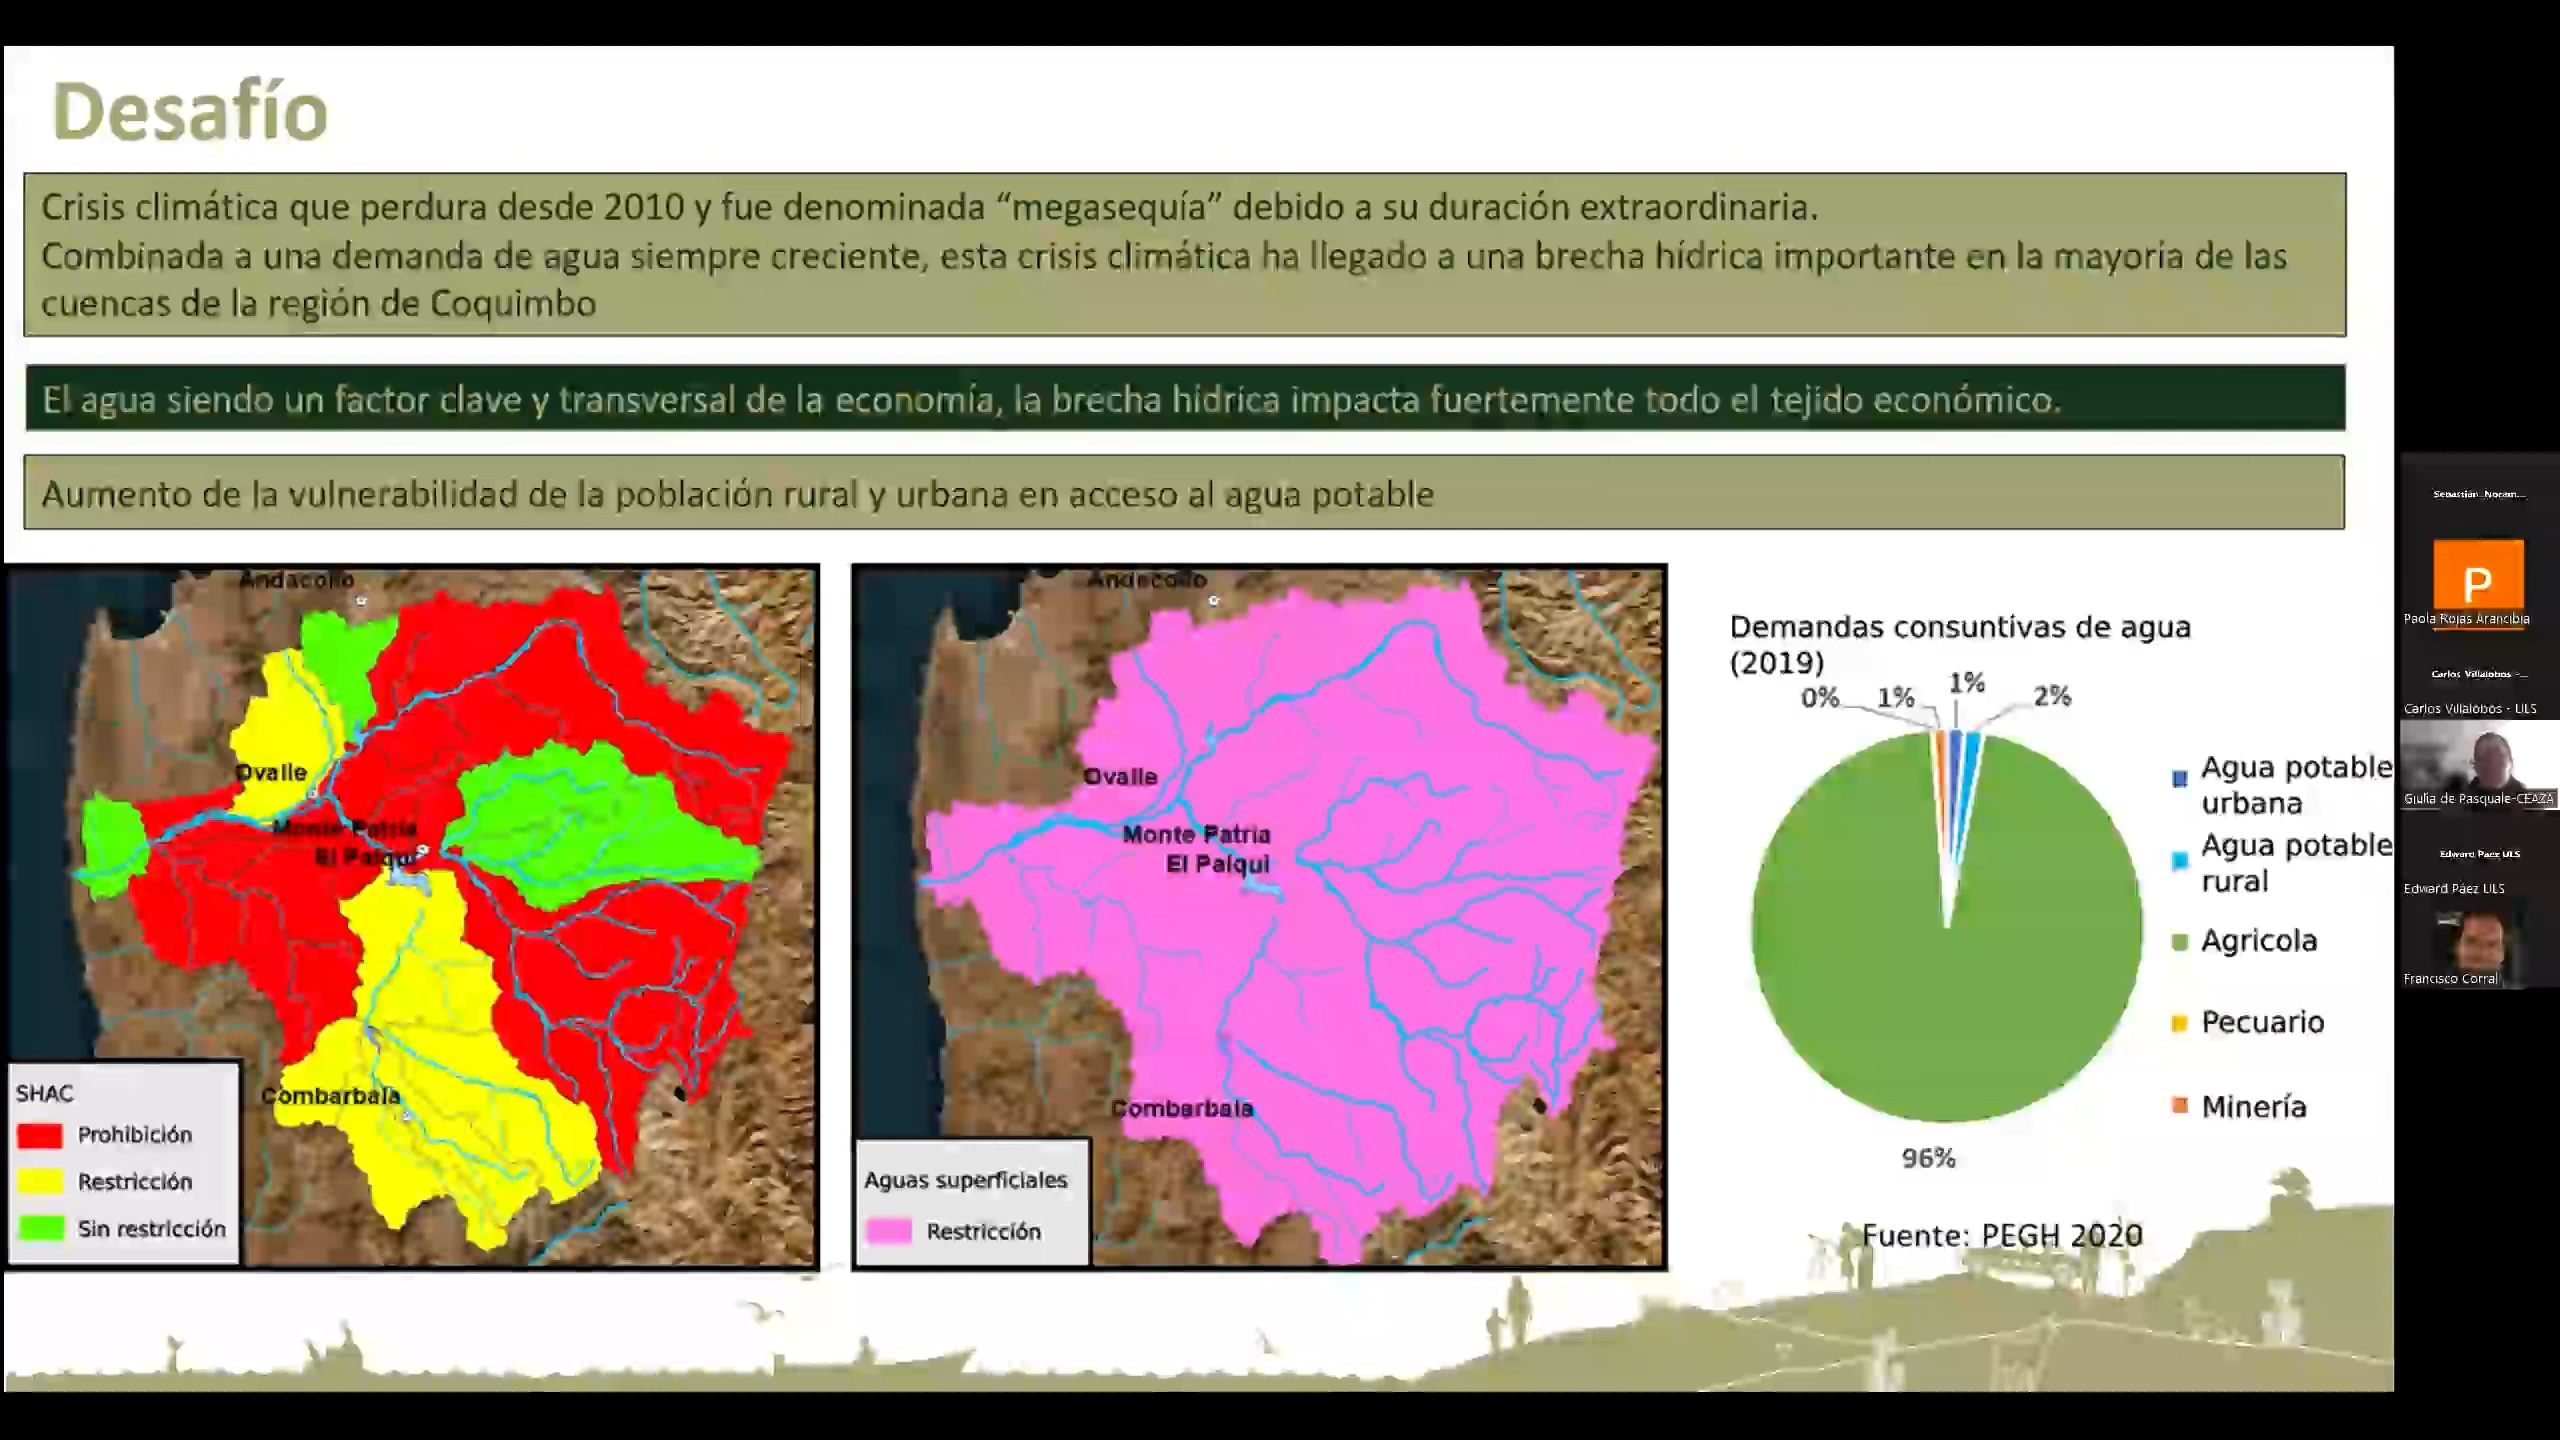 Desafío
Crisis climática que perdura desde 2010 y fue denominada “megasequía” debido a su duración extraordinaria.
Combinada a una demanda de agua siempre creciente, esta crisis climática ha llegado a una brecha hídrica importante en la mayoría de las
cuencas de la región de Coquimbo
El agua siendo un factor clave y transversal de la economía, la brecha hídrica impacta fuertemente todo el tejido económico.
Aumento de la vulnerabilidad de la población rural y urbana en acceso al agua potable
Andacollo
Ovalle
Monte Patria
El Palqui
Combarbala
SHAC
Prohibición
Restricción
Sin restricción
Andacollo
Ovalle
Monte Patria
El Palqui
Combarbala
Aguas superficiales
Restricción
Demandas consuntivas de agua
(2019)
0%
1%
1%
2%
96%
Agua potable
urbana
Agua potable
rural
Agricola
Pecuario
Minería
Fuente: PEGH 2020
Sebastian_Noram...
P
Paola Rojas Arancibia
Carlos Villalobos -...
Carlos Villalobos - ULS
Giulia de Pasquale-CEAZA
Edward Paez ULS
Edward Páez ULS
Francisco Corral